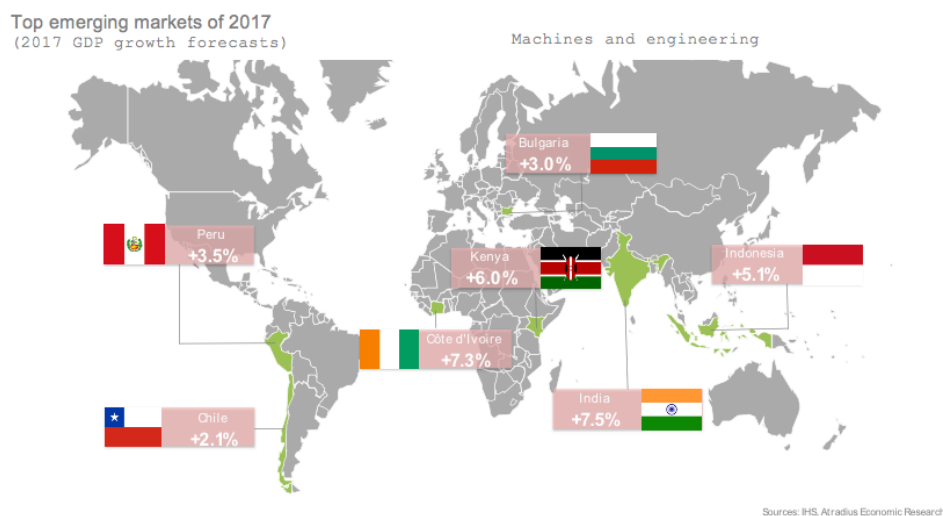 Top emerging markets of 2017
(2017 GDP growth forecasts)
Machines and engineering
Bulgaria
+3.0%
Peru
+3.5%
Kenya
+6.0%
Indonesia
+5.1%
Côte d'Ivoire
+7.3%
India
+7.5%
Chile
+2.1%
Sources: IHS, Atradius Economic Research